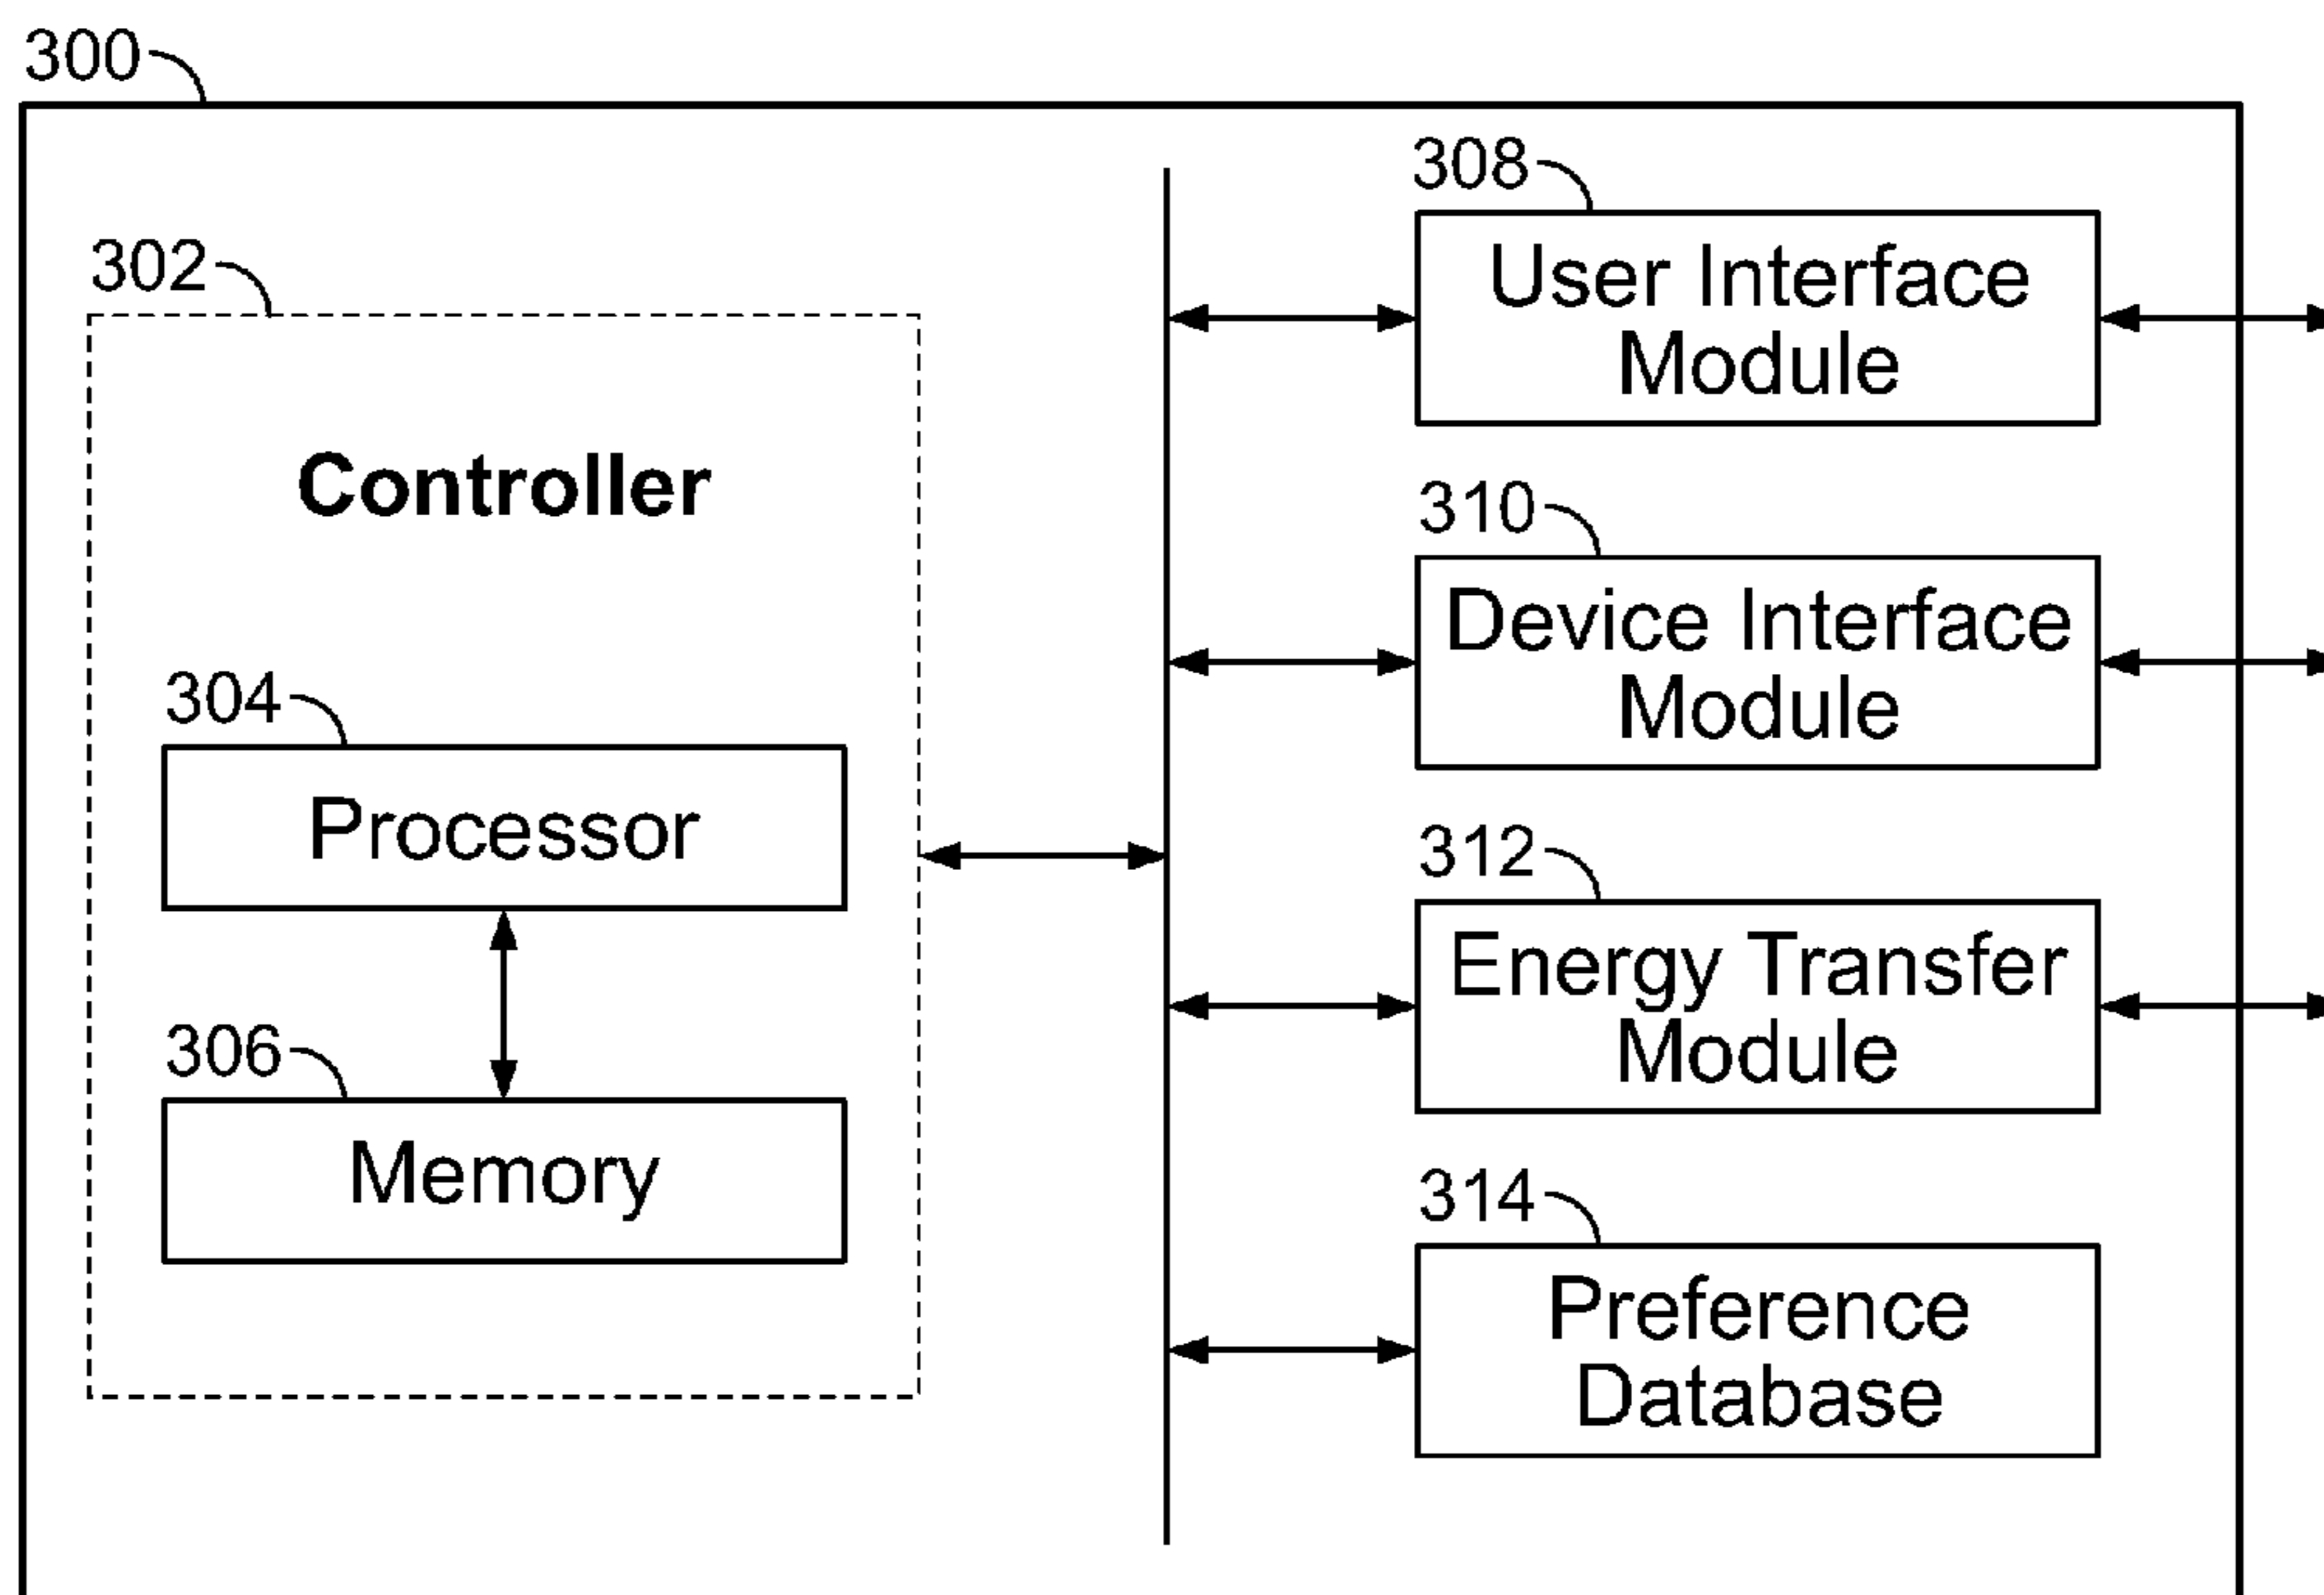 300
302
Controller
304
Processor
306
Memory
308
User Interface
Module
310
Device Interface
Module
312
Energy Transfer
Module
314
Preference
Database